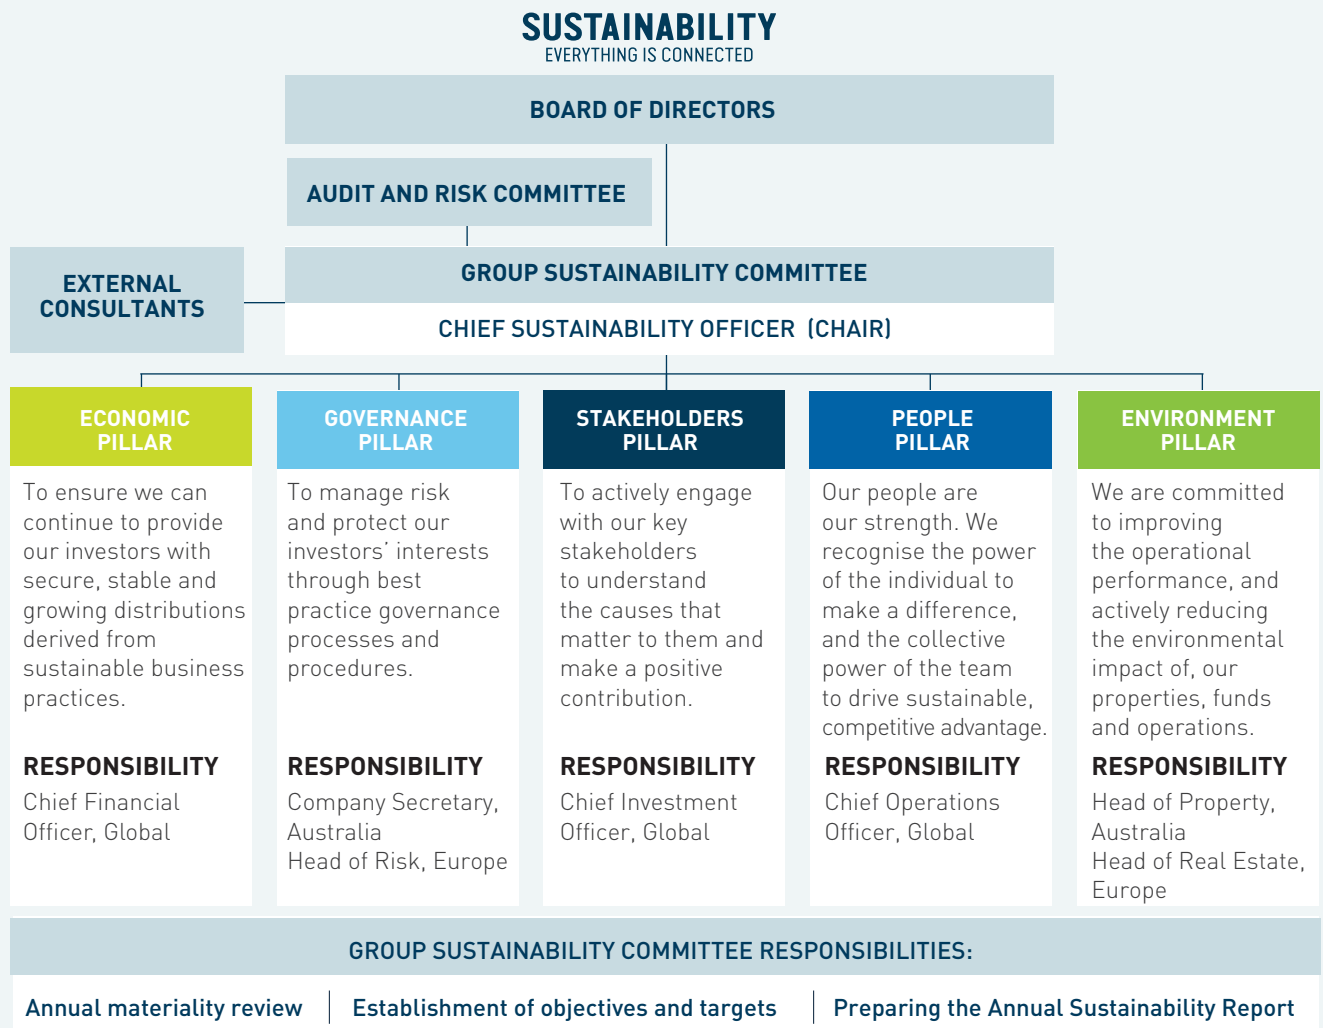 SUSTAINABILITY
EVERYTHING IS CONNECTED
BOARD OF DIRECTORS
AUDIT AND RISK COMMITTEE
EXTERNAL
CONSULTANTS
GROUP SUSTAINABILITY COMMITTEE
CHIEF SUSTAINABILITY OFFICER (CHAIR)
ECONOMIC
PILLAR
To ensure we can
continue to provide
our investors with
secure, stable and
growing distributions
derived from
sustainable business
practices.
RESPONSIBILITY
Chief Financial
Officer, Global
GOVERNANCE
PILLAR
To manage risk
and protect our
investors’ interests
through best
practice governance
processes and
procedures.
RESPONSIBILITY
Company Secretary,
Australia
Head of Risk, Europe
STAKEHOLDERS
PILLAR
To actively engage
with our key
stakeholders
to understand
the causes that
matter to them and
make a positive
contribution.
RESPONSIBILITY
Chief Investment
Officer, Global
PEOPLE
PILLAR
Our people are
our strength. We
recognise the power
of the individual to
make a difference,
and the collective
power of the team
to drive sustainable,
competitive advantage.
RESPONSIBILITY
Chief Operations
Officer, Global
ENVIRONMENT
PILLAR
We are committed
to improving
the operational
performance, and
actively reducing
the environmental
impact of, our
properties, funds
and operations.
RESPONSIBILITY
Head of Property,
Australia
Head of Real Estate,
Europe
GROUP SUSTAINABILITY COMMITTEE RESPONSIBILITIES:
Annual materiality review
Establishment of objectives and targets
Preparing the Annual Sustainability Report